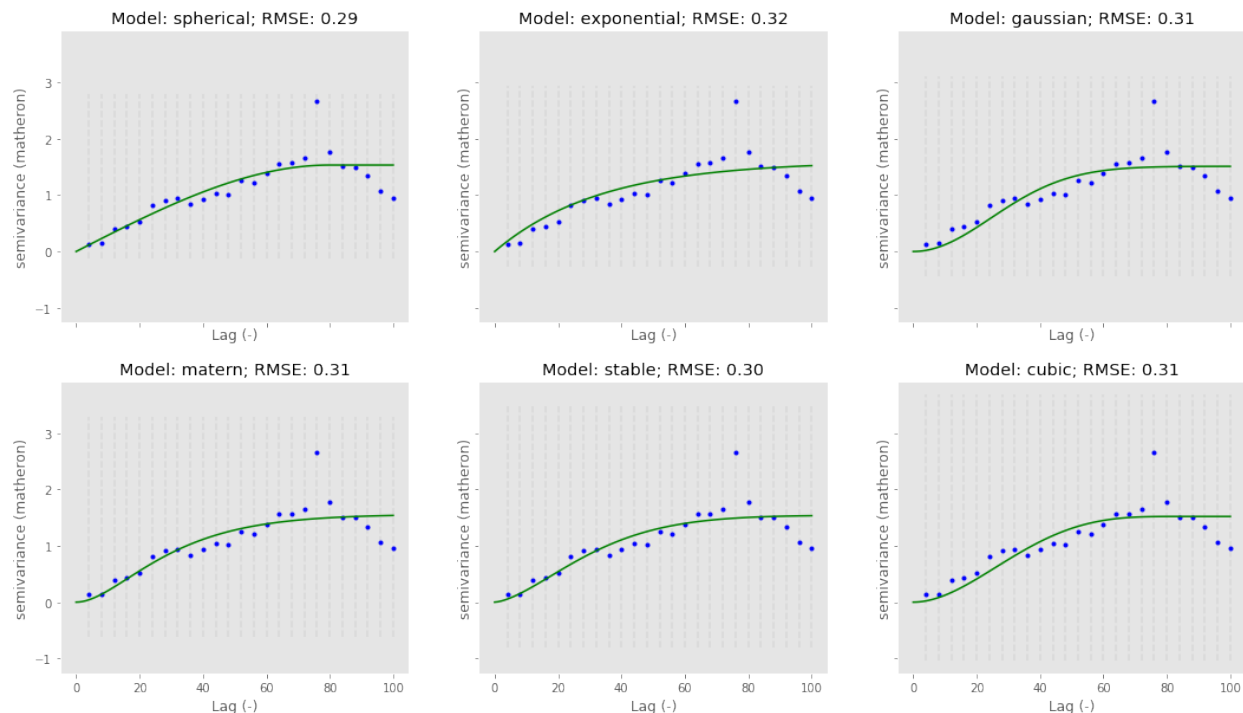 Model: spherical; RMSE: 0.29
Model: exponential; RMSE: 0.32
Model: gaussian; RMSE: 0.31
semivariance (matheron)
3
2
1
0
−1
Lag (-)
semivariance (matheron)
Lag (-)
semivariance (matheron)
Lag (-)
Model: matern; RMSE: 0.31
Model: stable; RMSE: 0.30
Model: cubic; RMSE: 0.31
semivariance (matheron)
3
2
1
0
−1
0 20 40 60 80 100
Lag (-)
semivariance (matheron)
0 20 40 60 80 100
Lag (-)
semivariance (matheron)
0 20 40 60 80 100
Lag (-)